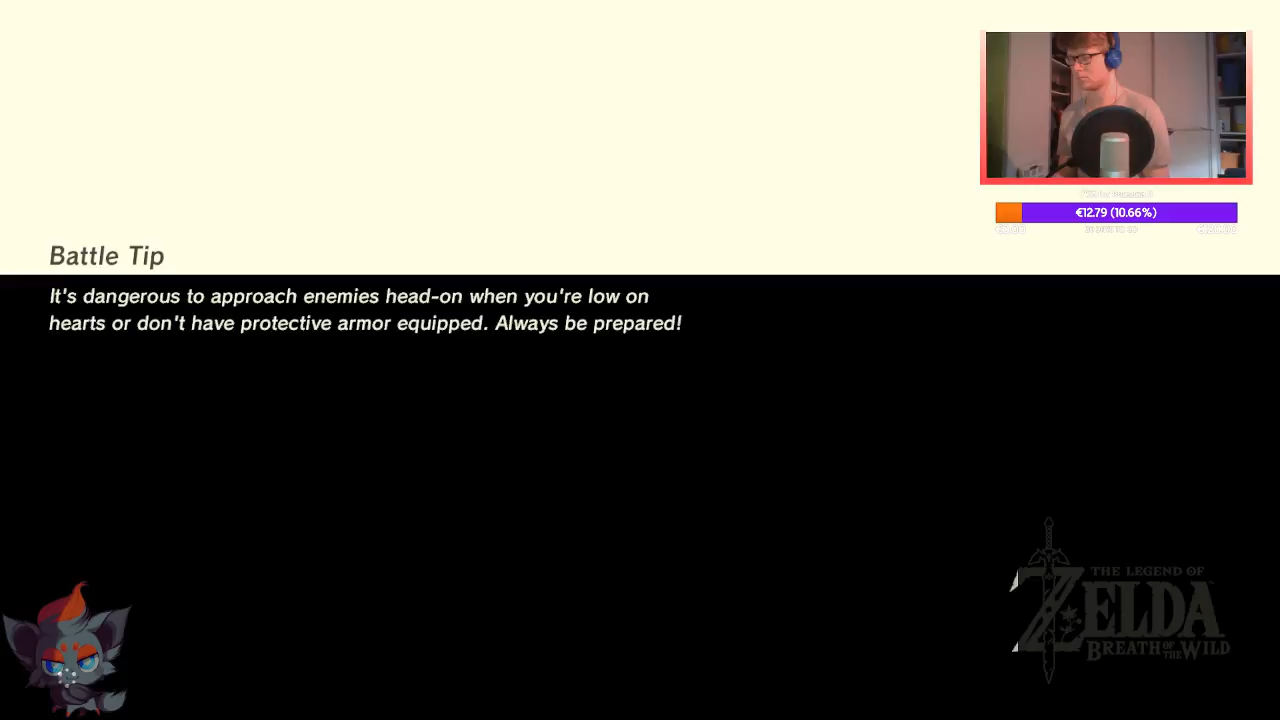 €12.79 (10.66%)
Battle Tip
It's dangerous to approach enemies head-on when you're low on
hearts or don't have protective armor equipped. Always be prepared!
THE LEGEND OF
ZELDA
BREATH OF THE WILD